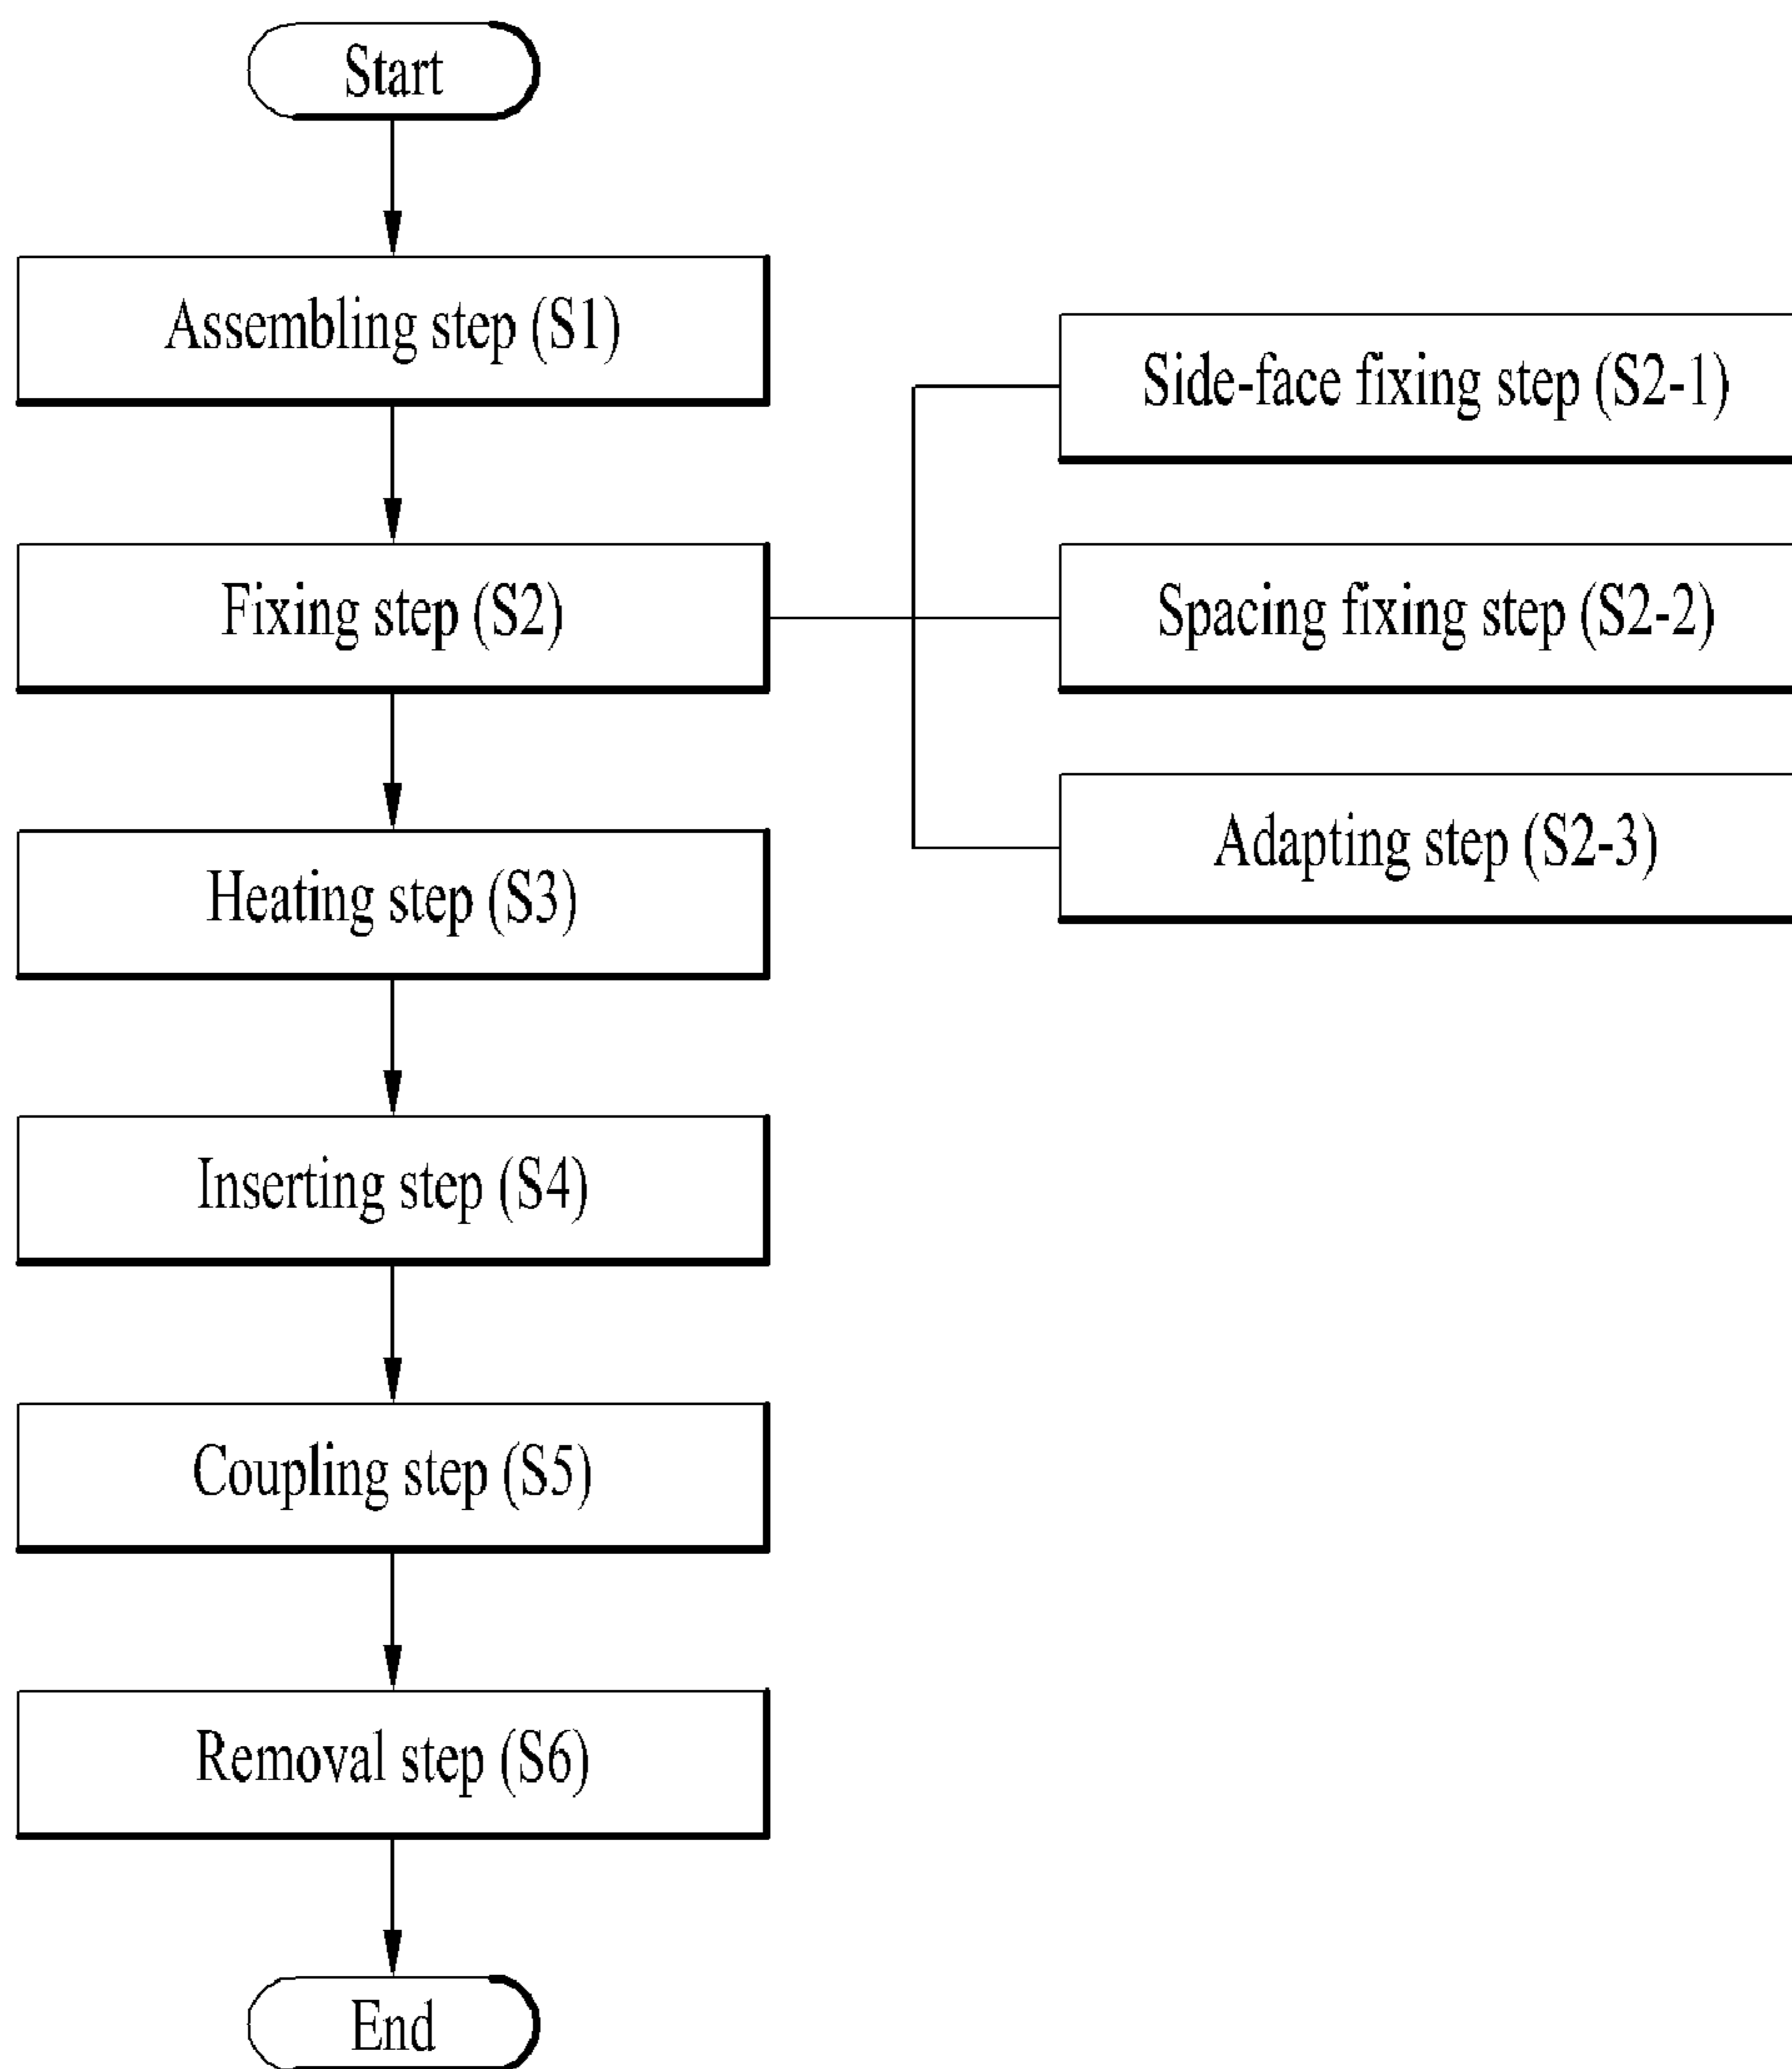 Start
Assembling step (S1)
Side-face fixing step (S2-1)
Fixing step (S2)
Spacing fixing step (S2-2)
Adapting step (S2-3)
Heating step (S3)
Inserting step (S4)
Coupling step (S5)
Removal step (S6)
End